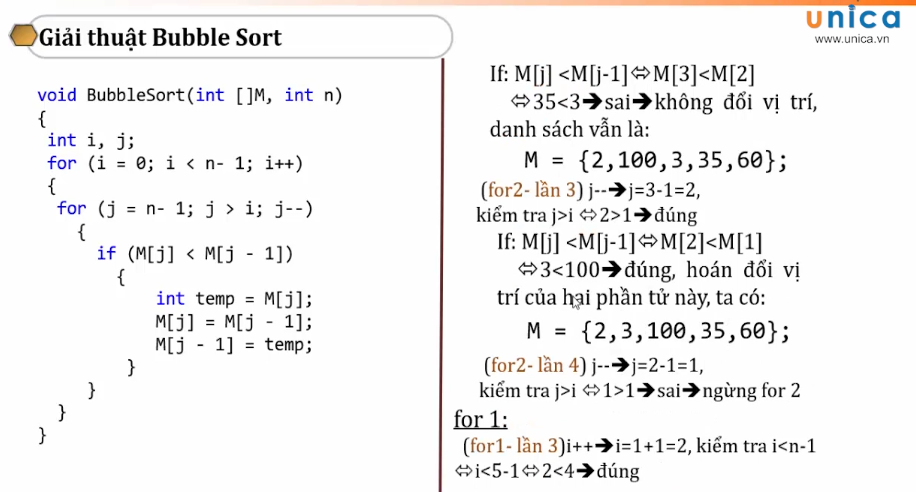 unica
www.unica.vn
Giải thuật Bubble Sort
void BubbleSort(int []M, int n)
{
int i, j;
for (i = 0; i < n- 1; i++)
{
for (j = n- 1; j > i; j--)
{
if (M[j] < M[j - 1])
{
int temp = M[j];
M[j] = M[j - 1];
M[j - 1] = temp;
}
}
}
}
If: M[j] <M[j-1]⇔M[3]<M[2]
⇔35<3➔sai➔không đổi vị trí,
danh sách vẫn là:
M = {2,100,3,35,60};
(for2- lần 3) j--➔j=3-1=2,
kiểm tra j>i ⇔2>1➔đúng
If: M[j] <M[j-1]⇔M[2]<M[1]
⇔3<100➔đúng, hoán đổi vị
trí của hai phần tử này, ta có:
M = {2,3,100,35,60};
(for2- lần 4) j--➔j=2-1=1,
kiểm tra j>i ⇔1>1➔sai➔ngừng for 2
for 1:
(for1- lần 3)i++➔i=1+1=2, kiểm tra i<n-1
⇔i<5-1⇔2<4➔đúng